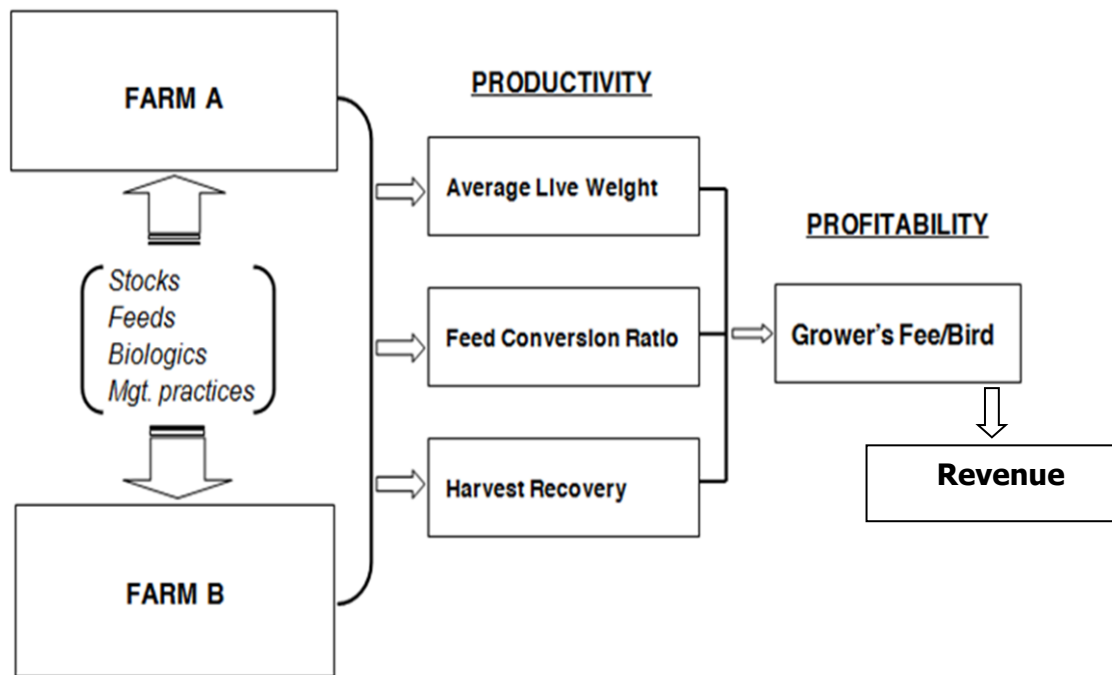 FARM A
Stocks
Feeds
Biologics
Mgt. practices
FARM B
PRODUCTIVITY
Average Live Weight
Feed Conversion Ratio
Harvest Recovery
PROFITABILITY
Grower's Fee/Bird
Revenue